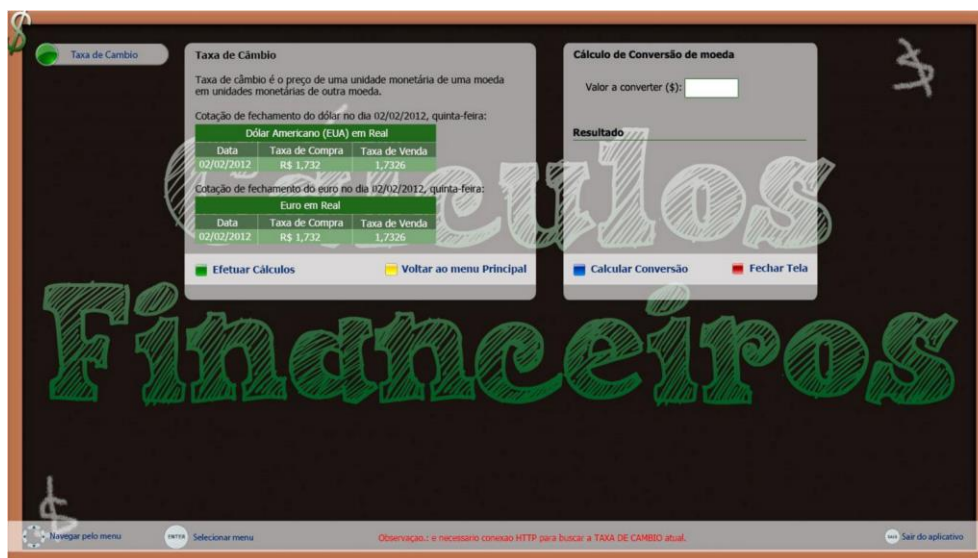 $
Taxa de Cambio
Taxa de Câmbio
Taxa de câmbio é o preço de uma unidade monetária de uma moeda
em unidades monetárias de outra moeda.
Cotação de fechamento do dólar no dia 02/02/2012, quinta-feira:
Dólar Americano (EUA) em Real
Data Taxa de Compra Taxa de Venda
02/02/2012 R$ 1,732 1,7326
Cotação de fechamento do euro no dia 02/02/2012, quinta-feira:
Euro em Real
Data Taxa de Compra Taxa de Venda
02/02/2012 R$ 1,732 1,7326
Efetuar Cálculos Voltar ao menu Principal
Cálculo de Conversão de moeda
Valor a converter ($):
Resultado
Calcular Conversão Fechar Tela
$
Cálculos
Financeiros
$
Navegar pelo menu ENTER Selecionar menu Observaçao.: e necessario conexao HTTP para buscar a TAXA DE CAMBIO atual. Sair do aplicativo